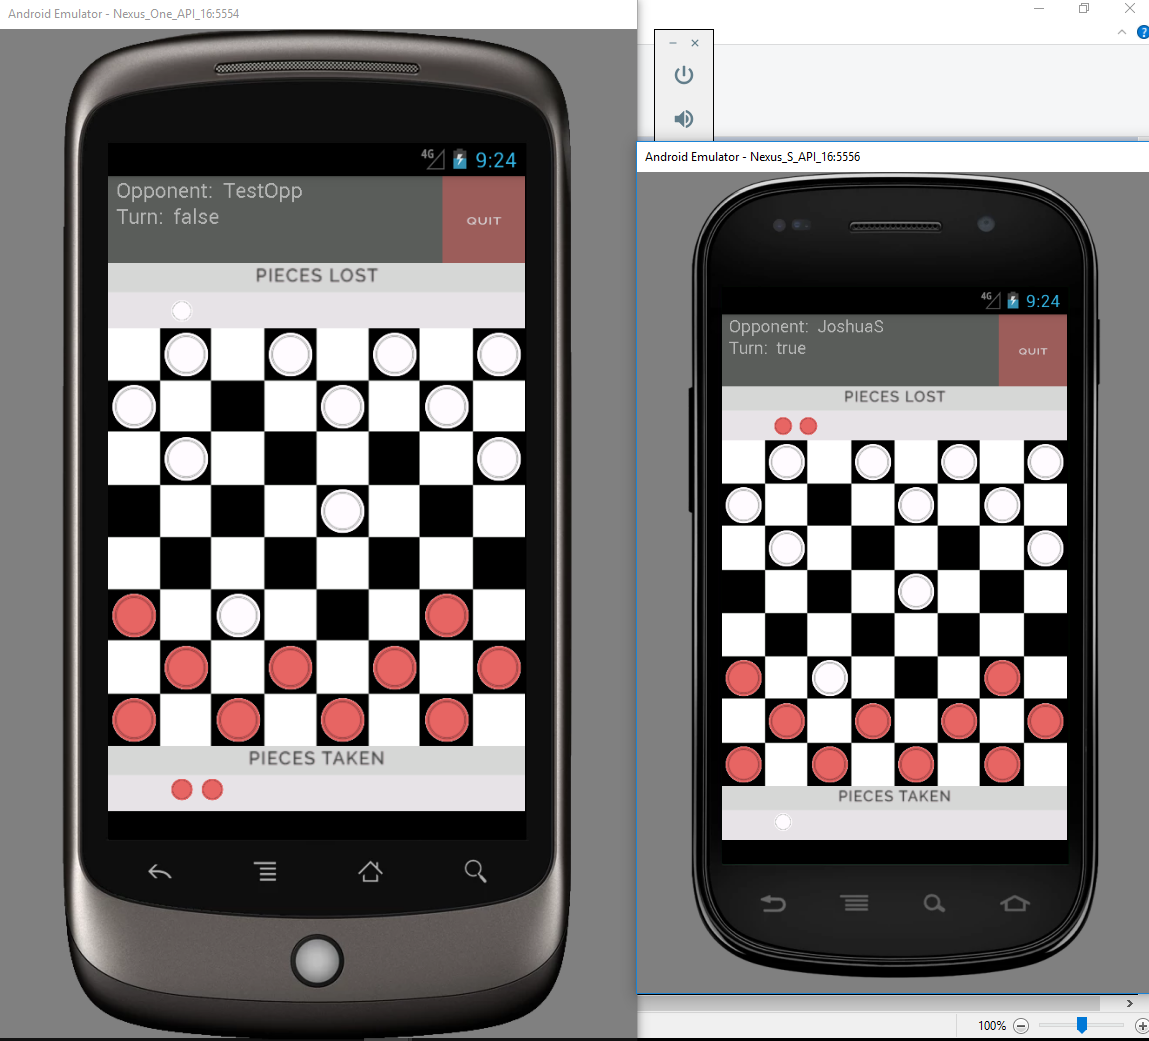 Android Emulator - Nexus_One_API_16:5554
4G 9:24
Opponent: TestOpp
Turn: false
QUIT
PIECES LOST
PIECES TAKEN
?
Android Emulator - Nexus_S_API_16:5556
4G 9:24
Opponent: JoshuaS
Turn: true
QUIT
PIECES LOST
PIECES TAKEN
100%